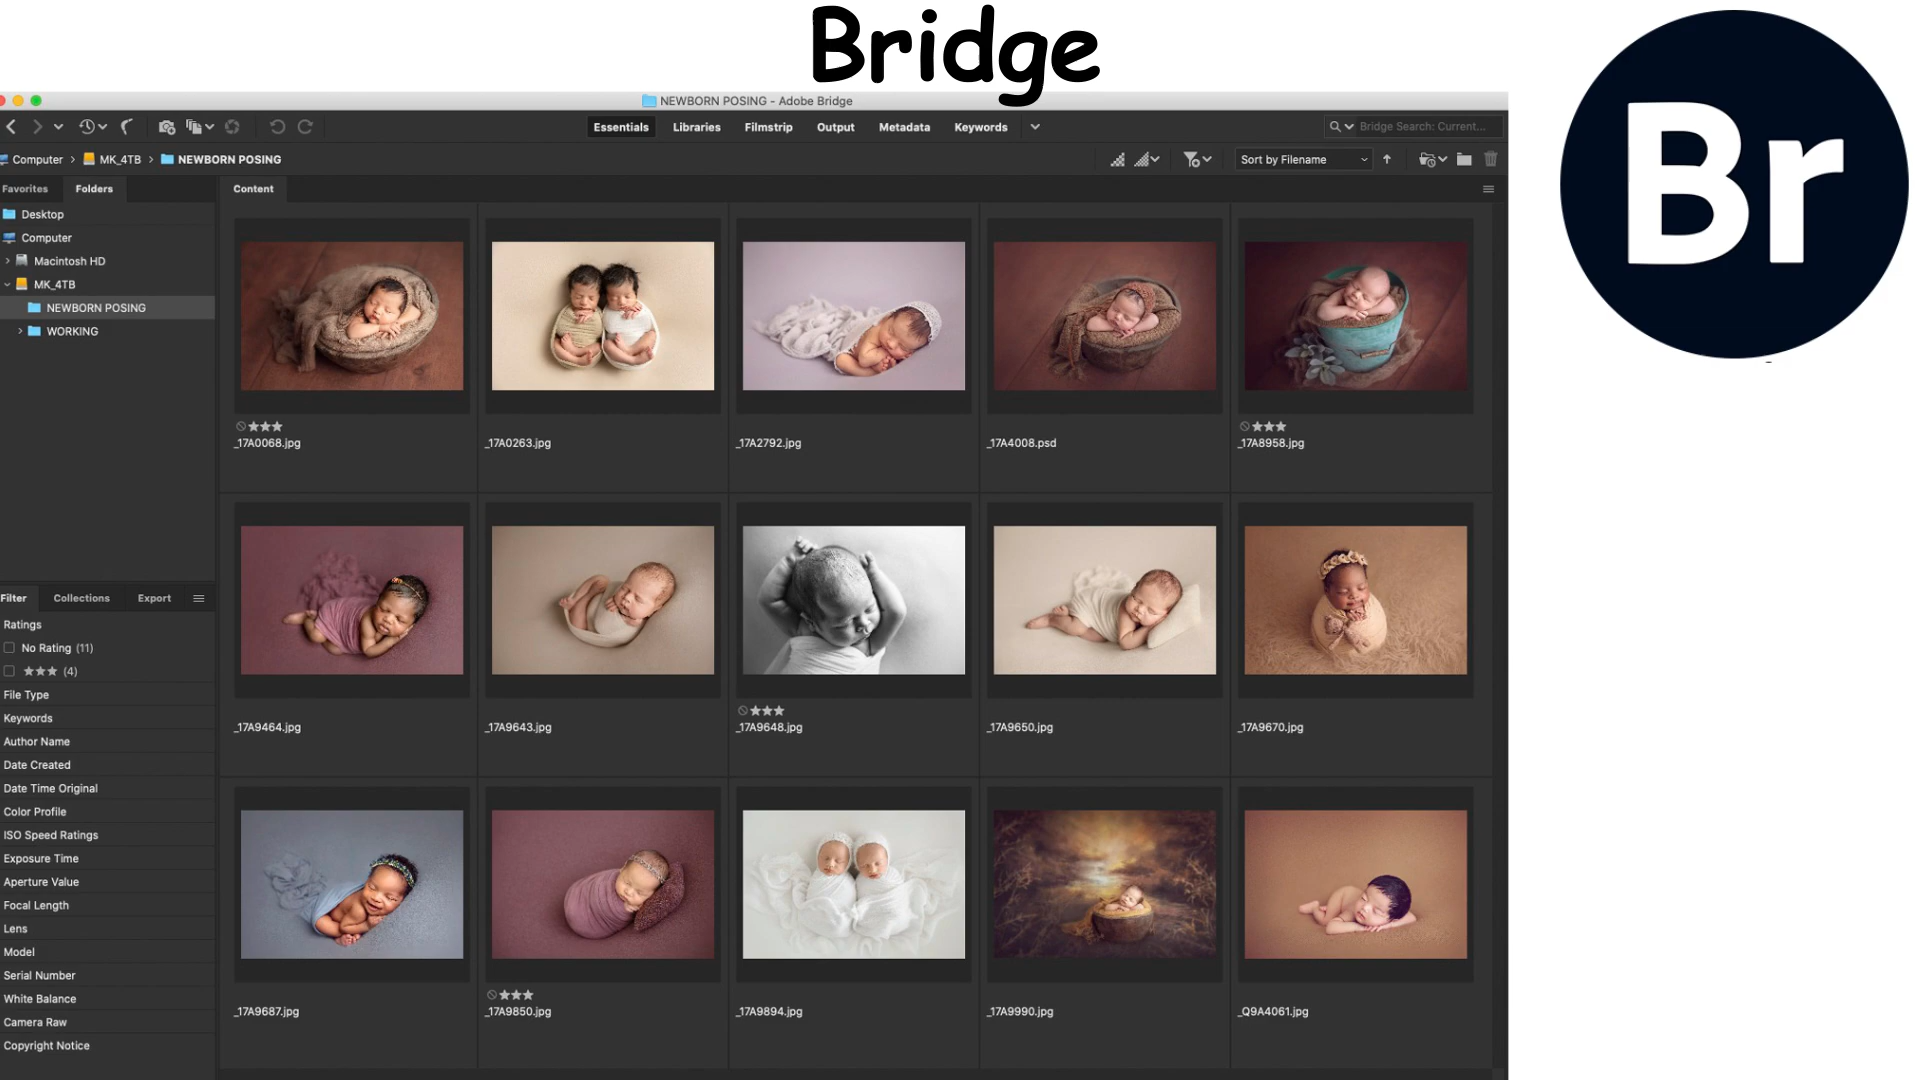 Bridge
Br
NEWBORN POSING - Adobe Bridge
Essentials Libraries Filmstrip Output Metadata Keywords
Bridge Search: Current...
Computer > MK_4TB > NEWBORN POSING
Sort by Filename
Favorites Folders
Content
Desktop
Computer
Macintosh HD
MK_4TB
NEWBORN POSING
WORKING
_17A0068.jpg _17A0263.jpg _17A2792.jpg _17A4008.psd _17A8958.jpg
_17A9464.jpg _17A9643.jpg _17A9648.jpg _17A9650.jpg _17A9670.jpg
_17A9687.jpg _17A9850.jpg _17A9894.jpg _17A9990.jpg _Q9A4061.jpg
Filter Collections Export
Ratings
No Rating (11)
★★★ (4)
File Type
Keywords
Author Name
Date Created
Date Time Original
Color Profile
ISO Speed Ratings
Exposure Time
Aperture Value
Focal Length
Lens
Model
Serial Number
White Balance
Camera Raw
Copyright Notice